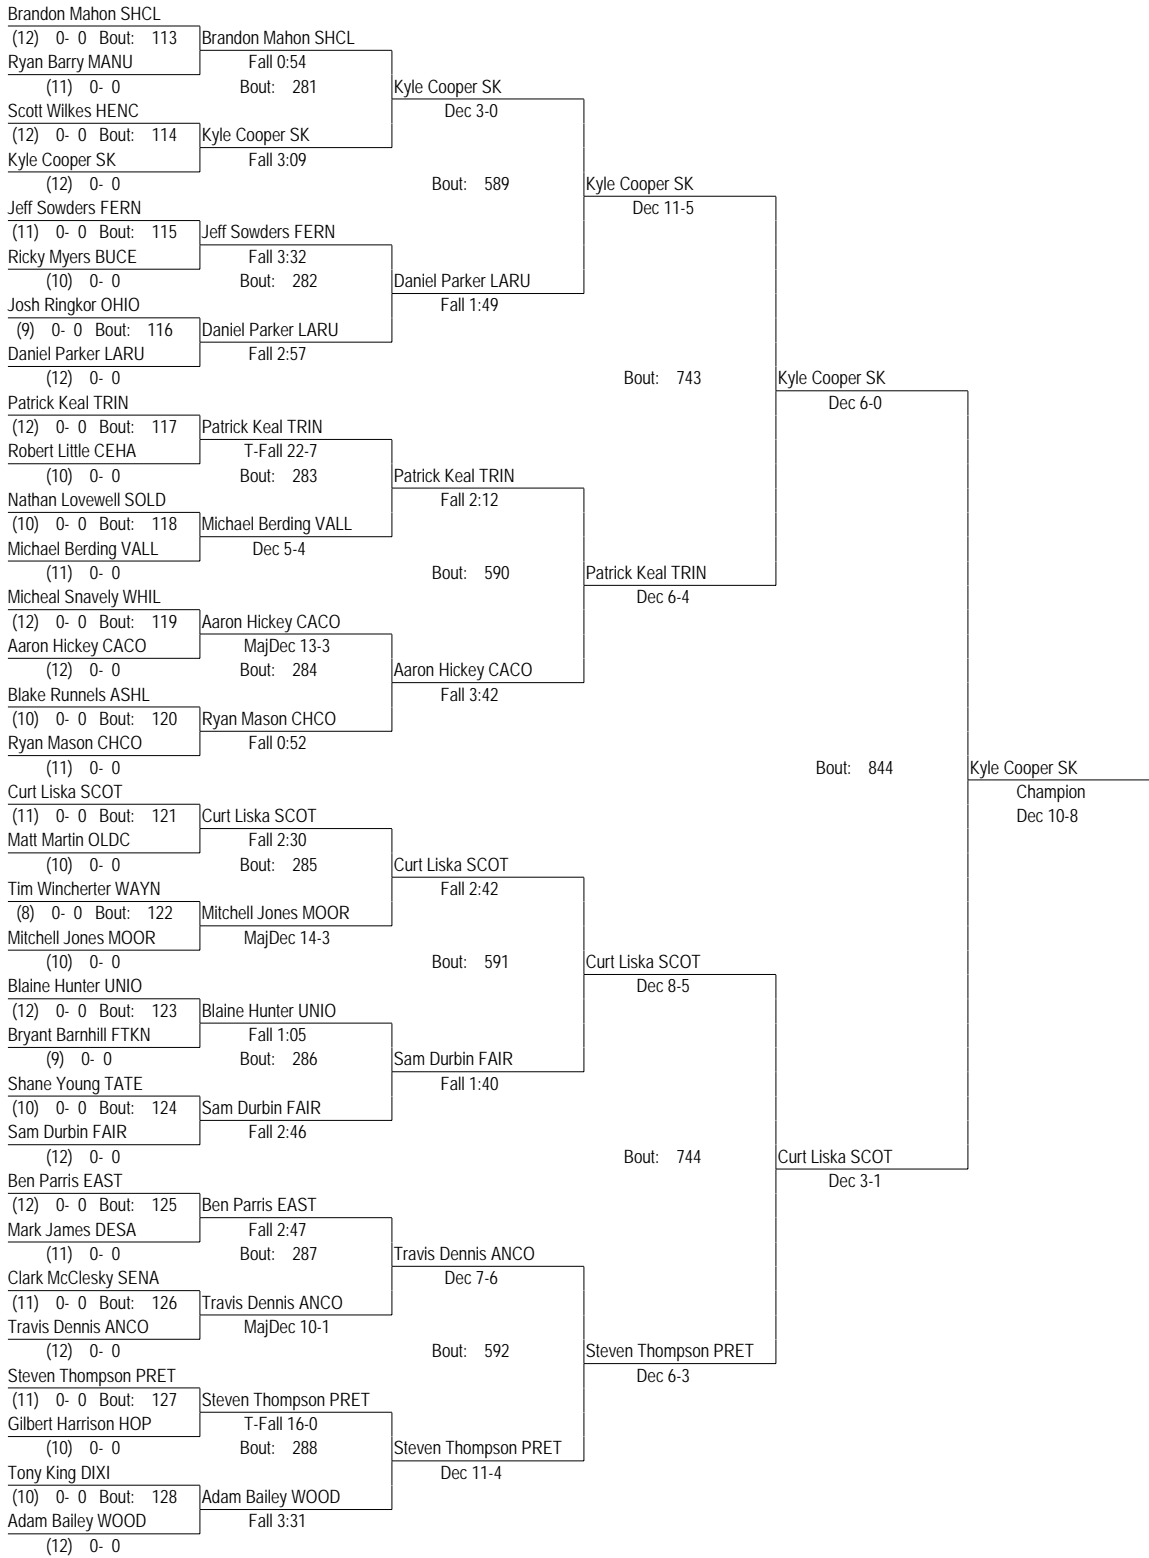 Brandon Mahon SHCL
(12) 0- 0 Bout: 113 Brandon Mahon SHCL
Ryan Barry MANU Fall 0:54
(11) 0- 0 Bout: 281 Kyle Cooper SK
Scott Wilkes HENC Dec 3-0
(12) 0- 0 Bout: 114 Kyle Cooper SK
Kyle Cooper SK Fall 3:09
(12) 0- 0 Bout: 589 Kyle Cooper SK
Jeff Sowders FERN Dec 11-5
(11) 0- 0 Bout: 115 Jeff Sowders FERN
Ricky Myers BUCE Fall 3:32
(10) 0- 0 Bout: 282 Daniel Parker LARU
Josh Ringkor OHIO Fall 1:49
(9) 0- 0 Bout: 116 Daniel Parker LARU
Daniel Parker LARU Fall 2:57
(12) 0- 0 Bout: 743 Kyle Cooper SK
Patrick Keal TRIN Dec 6-0
(12) 0- 0 Bout: 117 Patrick Keal TRIN
Robert Little CEHA T-Fall 22-7
(10) 0- 0 Bout: 283 Patrick Keal TRIN
Nathan Lovewell SOLD Fall 2:12
(10) 0- 0 Bout: 118 Michael Berding VALL
Michael Berding VALL Dec 5-4
(11) 0- 0 Bout: 590 Patrick Keal TRIN
Micheal Snavely WHIL Dec 6-4
(12) 0- 0 Bout: 119 Aaron Hickey CACO
Aaron Hickey CACO MajDec 13-3
(12) 0- 0 Bout: 284 Aaron Hickey CACO
Blake Runnels ASHL Fall 3:42
(10) 0- 0 Bout: 120 Ryan Mason CHCO
Ryan Mason CHCO Fall 0:52
(11) 0- 0 Bout: 844 Kyle Cooper SK
Curt Liska SCOT Champion
(11) 0- 0 Bout: 121 Curt Liska SCOT Dec 10-8
Matt Martin OLDC Fall 2:30
(10) 0- 0 Bout: 285 Curt Liska SCOT
Tim Wincherter WAYN Fall 2:42
(8) 0- 0 Bout: 122 Mitchell Jones MOOR
Mitchell Jones MOOR MajDec 14-3
(10) 0- 0 Bout: 591 Curt Liska SCOT
Blaine Hunter UNIO Dec 8-5
(12) 0- 0 Bout: 123 Blaine Hunter UNIO
Bryant Barnhill FTKN Fall 1:05
(9) 0- 0 Bout: 286 Sam Durbin FAIR
Shane Young TATE Fall 1:40
(10) 0- 0 Bout: 124 Sam Durbin FAIR
Sam Durbin FAIR Fall 2:46
(12) 0- 0 Bout: 744 Curt Liska SCOT
Ben Parris EAST Dec 3-1
(12) 0- 0 Bout: 125 Ben Parris EAST
Mark James DESA Fall 2:47
(11) 0- 0 Bout: 287 Travis Dennis ANCO
Clark McClesky SENA Dec 7-6
(11) 0- 0 Bout: 126 Travis Dennis ANCO
Travis Dennis ANCO MajDec 10-1
(12) 0- 0 Bout: 592 Steven Thompson PRET
Steven Thompson PRET Dec 6-3
(11) 0- 0 Bout: 127 Steven Thompson PRET
Gilbert Harrison HOP T-Fall 16-0
(10) 0- 0 Bout: 288 Steven Thompson PRET
Tony King DIXI Dec 11-4
(10) 0- 0 Bout: 128 Adam Bailey WOOD
Adam Bailey WOOD Fall 3:31
(12) 0- 0